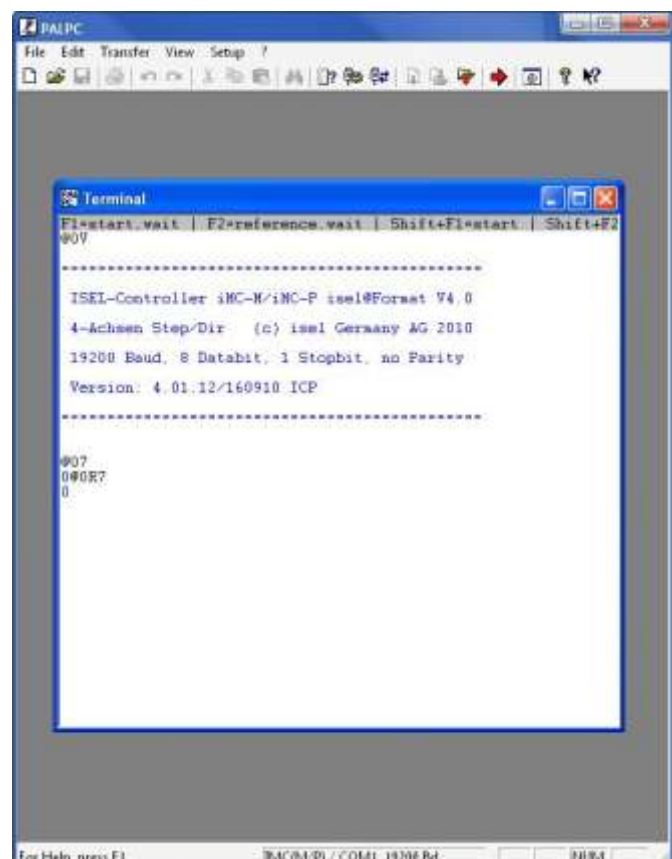 PALPC
File Edit Transfer View Setup ?
Terminal
F1=start.wait | F2=reference.wait | Shift+F1=start | Shift+F2
@0V
ISEL-Controller iMC-M/iMC-P isel@Format V4.0
4-Achsen Step/Dir (c) isel Germany AG 2010
19200 Baud, 8 Databit, 1 Stopbit, no Parity
Version: 4.01.12/160910 ICP
@07
0@0R7
0
For Help, press F1 IMC(M/P) / COM1, 19200 Bd NUM